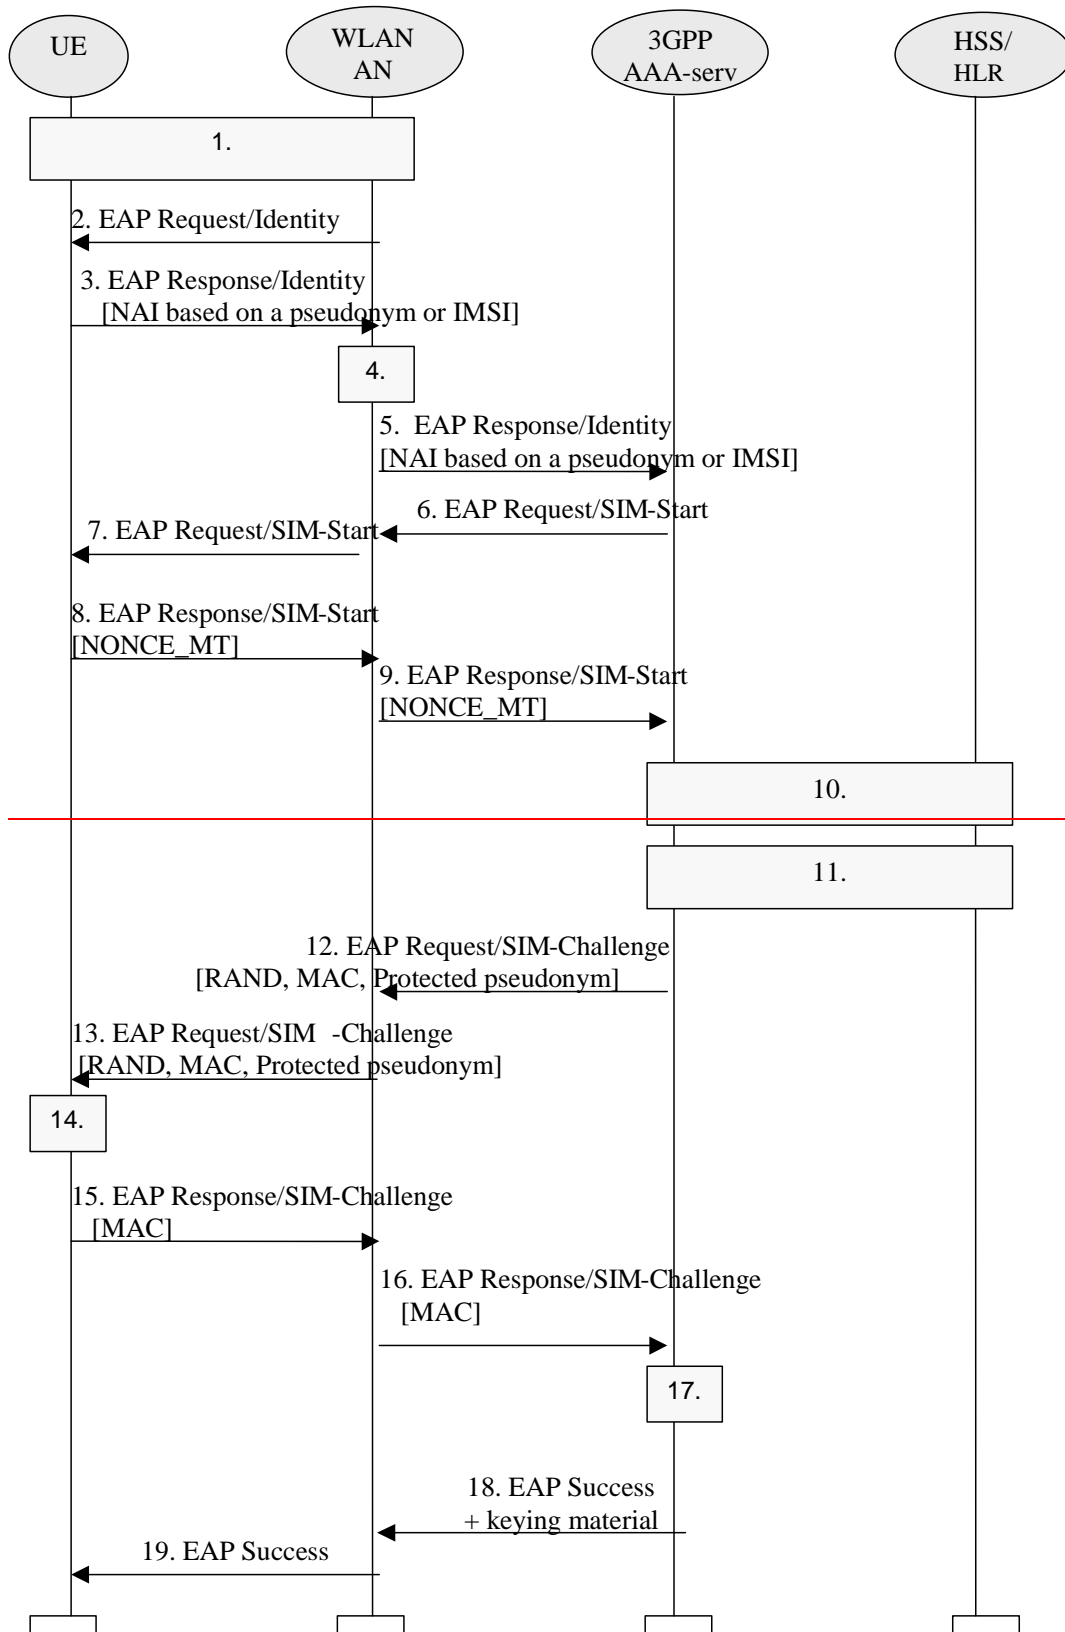 UE
WLAN
AN
3GPP
AAA-serv
HSS/
HLR
1.
2. EAP Request/Identity
3. EAP Response/Identity
[NAI based on a pseudonym or IMSI]
4.
5. EAP Response/Identity
[NAI based on a pseudonym or IMSI]
6. EAP Request/SIM-Start
7. EAP Request/SIM-Start
8. EAP Response/SIM-Start
[NONCE_MT]
9. EAP Response/SIM-Start
[NONCE_MT]
10.
11.
12. EAP Request/SIM-Challenge
[RAND, MAC, Protected pseudonym]
13. EAP Request/SIM -Challenge
[RAND, MAC, Protected pseudonym]
14.
15. EAP Response/SIM-Challenge
[MAC]
16. EAP Response/SIM-Challenge
[MAC]
17.
18. EAP Success
+ keying material
19. EAP Success